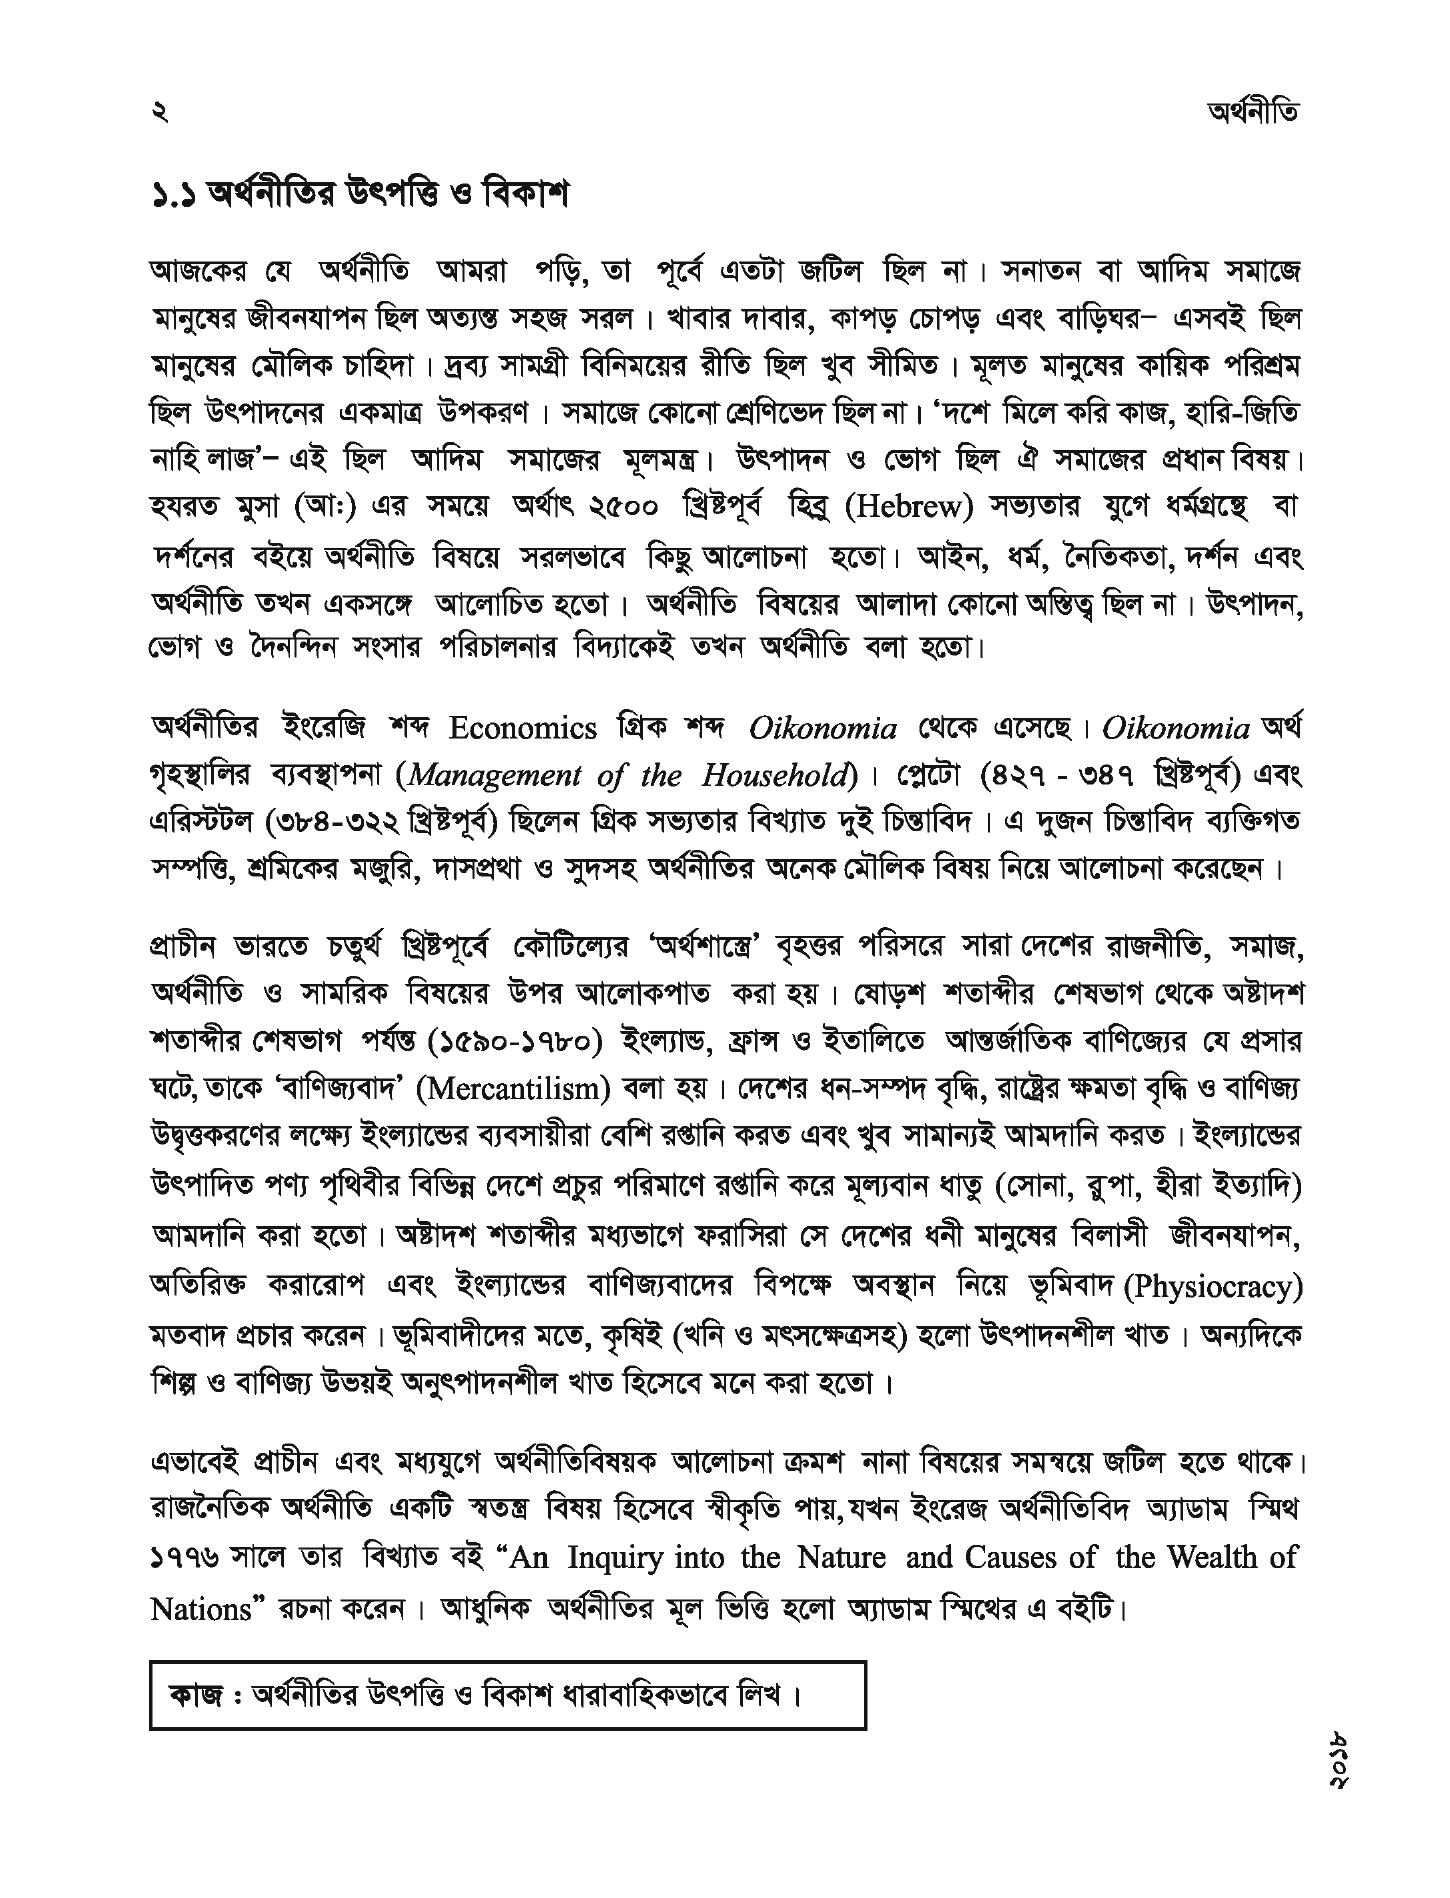 ২ অর্থনীতি
১.১ অর্থনীতির উৎপত্তি ও বিকাশ
আজকের যে অর্থনীতি আমরা পড়ি, তা পূর্বে এতটা জটিল ছিল না। সনাতন বা আদিম সমাজে
মানুষের জীবনযাপন ছিল অত্যন্ত সহজ সরল। খাবার দাবার, কাপড় চোপড় এবং বাড়িঘর– এসবই ছিল
মানুষের মৌলিক চাহিদা। দ্রব্য সামগ্রী বিনিময়ের রীতি ছিল খুব সীমিত। মূলত মানুষের কায়িক পরিশ্রম
ছিল উৎপাদনের একমাত্র উপকরণ। সমাজে কোনো শ্রেণিভেদ ছিল না। ‘দশে মিলে করি কাজ, হারি-জিতি
নাহি লাজ’– এই ছিল আদিম সমাজের মূলমন্ত্র। উৎপাদন ও ভোগ ছিল ঐ সমাজের প্রধান বিষয়।
হযরত মুসা (আ:) এর সময়ে অর্থাৎ ২৫০০ খ্রিষ্টপূর্ব হিব্রু (Hebrew) সভ্যতার যুগে ধর্মগ্রন্থে বা
দর্শনের বইয়ে অর্থনীতি বিষয়ে সরলভাবে কিছু আলোচনা হতো। আইন, ধর্ম, নৈতিকতা, দর্শন এবং
অর্থনীতি তখন একসঙ্গে আলোচিত হতো। অর্থনীতি বিষয়ের আলাদা কোনো অস্তিত্ব ছিল না। উৎপাদন,
ভোগ ও দৈনন্দিন সংসার পরিচালনার বিদ্যাকেই তখন অর্থনীতি বলা হতো।
অর্থনীতির ইংরেজি শব্দ Economics গ্রিক শব্দ Oikonomia থেকে এসেছে। Oikonomia অর্থ
গৃহস্থালির ব্যবস্থাপনা (Management of the Household)। প্লেটো (৪২৭ - ৩৪৭ খ্রিষ্টপূর্ব) এবং
এরিস্টটল (৩৮৪-৩২২ খ্রিষ্টপূর্ব) ছিলেন গ্রিক সভ্যতার বিখ্যাত দুই চিন্তাবিদ। এ দুজন চিন্তাবিদ ব্যক্তিগত
সম্পত্তি, শ্রমিকের মজুরি, দাসপ্রথা ও সুদসহ অর্থনীতির অনেক মৌলিক বিষয় নিয়ে আলোচনা করেছেন।
প্রাচীন ভারতে চতুর্থ খ্রিষ্টপূর্বে কৌটিল্যের ‘অর্থশাস্ত্রে’ বৃহত্তর পরিসরে সারা দেশের রাজনীতি, সমাজ,
অর্থনীতি ও সামরিক বিষয়ের উপর আলোকপাত করা হয়। ষোড়শ শতাব্দীর শেষভাগ থেকে অষ্টাদশ
শতাব্দীর শেষভাগ পর্যন্ত (১৫৯০-১৭৮০) ইংল্যান্ড, ফ্রান্স ও ইতালিতে আন্তর্জাতিক বাণিজ্যের যে প্রসার
ঘটে, তাকে ‘বাণিজ্যবাদ’ (Mercantilism) বলা হয়। দেশের ধন-সম্পদ বৃদ্ধি, রাষ্ট্রের ক্ষমতা বৃদ্ধি ও বাণিজ্য
উদ্বৃত্তকরণের লক্ষ্যে ইংল্যান্ডের ব্যবসায়ীরা বেশি রপ্তানি করত এবং খুব সামান্যই আমদানি করত। ইংল্যান্ডের
উৎপাদিত পণ্য পৃথিবীর বিভিন্ন দেশে প্রচুর পরিমাণে রপ্তানি করে মূল্যবান ধাতু (সোনা, রুপা, হীরা ইত্যাদি)
আমদানি করা হতো। অষ্টাদশ শতাব্দীর মধ্যভাগে ফরাসিরা সে দেশের ধনী মানুষের বিলাসী জীবনযাপন,
অতিরিক্ত করারোপ এবং ইংল্যান্ডের বাণিজ্যবাদের বিপক্ষে অবস্থান নিয়ে ভূমিবাদ (Physiocracy)
মতবাদ প্রচার করেন। ভূমিবাদীদের মতে, কৃষিই (খনি ও মৎসক্ষেত্রসহ) হলো উৎপাদনশীল খাত। অন্যদিকে
শিল্প ও বাণিজ্য উভয়ই অনুৎপাদনশীল খাত হিসেবে মনে করা হতো।
এভাবেই প্রাচীন এবং মধ্যযুগে অর্থনীতিবিষয়ক আলোচনা ক্রমশ নানা বিষয়ের সমন্বয়ে জটিল হতে থাকে।
রাজনৈতিক অর্থনীতি একটি স্বতন্ত্র বিষয় হিসেবে স্বীকৃতি পায়, যখন ইংরেজ অর্থনীতিবিদ অ্যাডাম স্মিথ
১৭৭৬ সালে তার বিখ্যাত বই “An Inquiry into the Nature and Causes of the Wealth of
Nations” রচনা করেন। আধুনিক অর্থনীতির মূল ভিত্তি হলো অ্যাডাম স্মিথের এ বইটি।
কাজ : অর্থনীতির উৎপত্তি ও বিকাশ ধারাবাহিকভাবে লিখ।
২০১৮